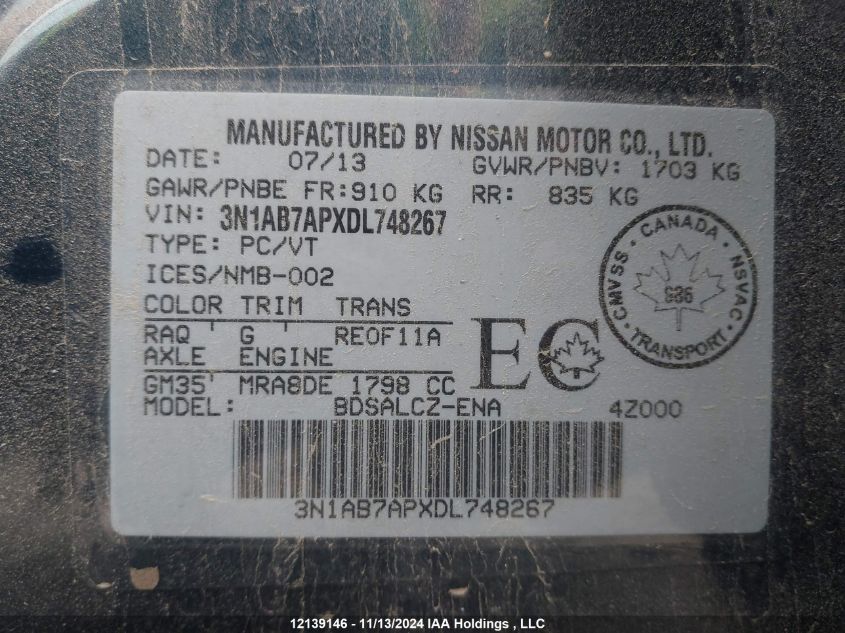 MANUFACTURED BY NISSAN MOTOR CO., LTD.
DATE: 07/13 GVWR/PNBV: 1703 KG
GAWR/PNBE FR:910 KG RR: 835 KG
VIN: 3N1AB7APXDL748267
TYPE: PC/VT
ICES/NMB-002
COLOR TRIM TRANS
RAQ ' G ' RE0F11A
AXLE ENGINE
GM35' MRA8DE 1798 CC
MODEL: BDSALCZ-ENA 4Z000
EC
CANADA
CMVSS · NSVAC
TRANSPORT
3N1AB7APXDL748267
12139146 - 11/13/2024 IAA Holdings , LLC